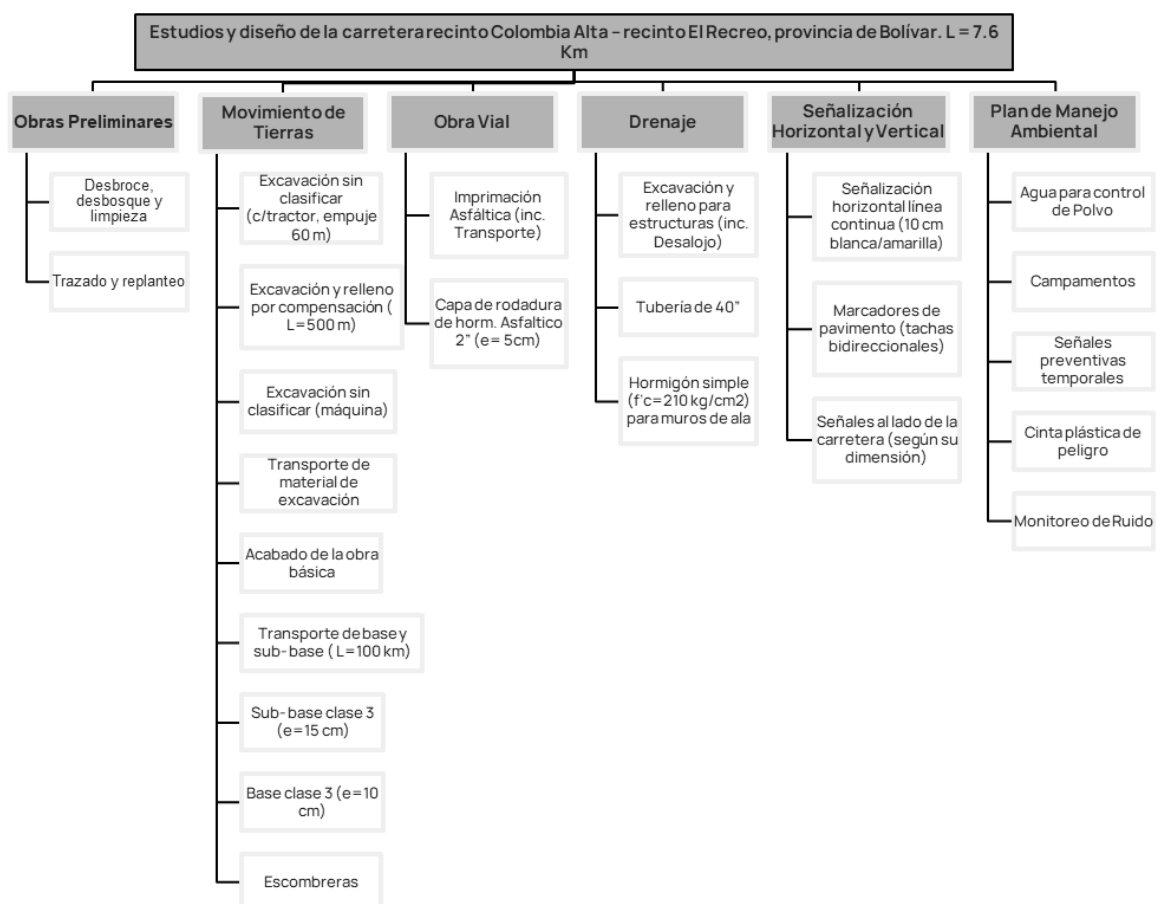 Estudios y diseño de la carretera recinto Colombia Alta – recinto El Recreo, provincia de Bolívar. L = 7.6
Km
Obras Preliminares
Desbroce,
desbosque y
limpieza
Trazado y replanteo
Movimiento de
Tierras
Excavación sin
clasificar
(c/tractor, empuje
60 m)
Excavación y relleno
por compensación (
L=500 m)
Excavación sin
clasificar (máquina)
Transporte de
material de
excavación
Acabado de la obra
básica
Transporte de base y
sub-base ( L=100 km)
Sub-base clase 3
(e=15 cm)
Base clase 3 (e=10
cm)
Escombreras
Obra Vial
Imprimación
Asfáltica (inc.
Transporte)
Capa de rodadura
de horm. Asfaltico
2” (e= 5cm)
Drenaje
Excavación y
relleno para
estructuras (inc.
Desalojo)
Tubería de 40”
Hormigón simple
(f’c=210 kg/cm2)
para muros de ala
Señalización
Horizontal y Vertical
Señalización
horizontal línea
continua (10 cm
blanca/amarilla)
Marcadores de
pavimento (tachas
bidireccionales)
Señales al lado de la
carretera (según su
dimensión)
Plan de Manejo
Ambiental
Agua para control
de Polvo
Campamentos
Señales
preventivas
temporales
Cinta plástica de
peligro
Monitoreo de Ruido